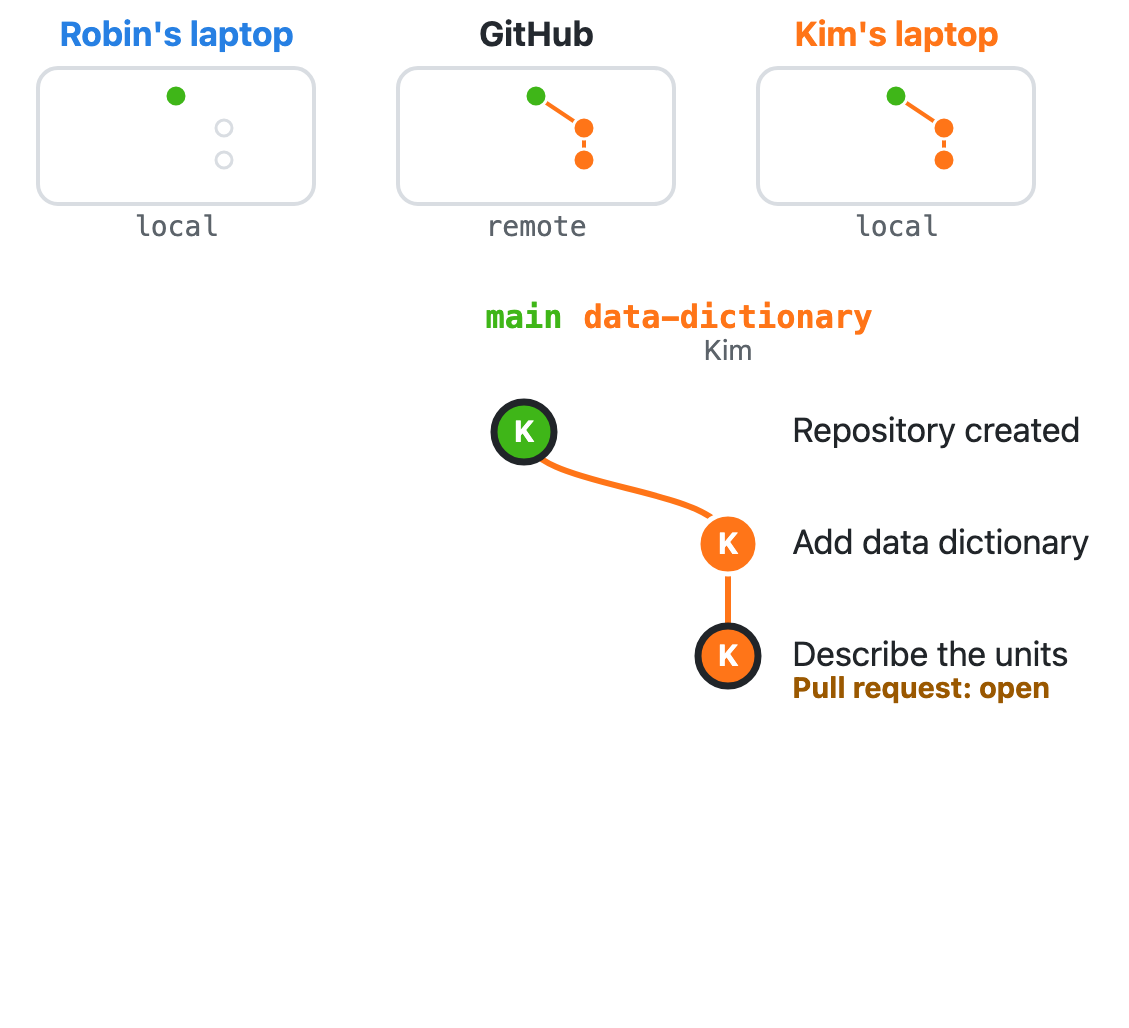 Robin's laptop GitHub Kim's laptop
local remote local
main data-dictionary
Kim
K Repository created
K Add data dictionary
K Describe the units
Pull request: open